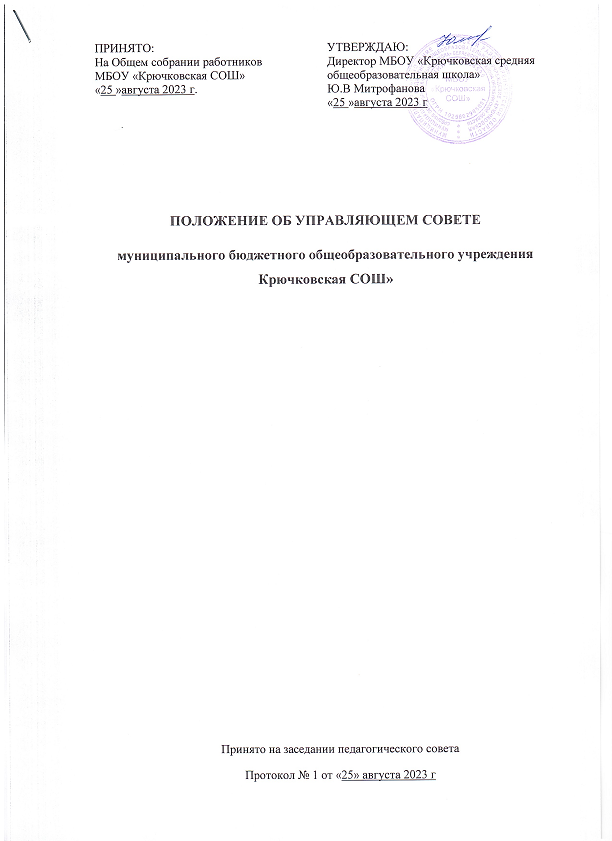 ПРИНЯТО:
На Общем собрании работников
МБОУ «Крючковская СОШ»
«25 »августа 2023 г.
УТВЕРЖДАЮ:
Директор МБОУ «Крючковская средняя
общеобразовательная школа»
Ю.В Митрофанова
«25 »августа 2023 г
Крючковская
СОШ»
ПОЛОЖЕНИЕ ОБ УПРАВЛЯЮЩЕМ СОВЕТЕ
муниципального бюджетного общеобразовательного учреждения
Крючковская СОШ»
Принято на заседании педагогического совета
Протокол № 1 от «25» августа 2023 г